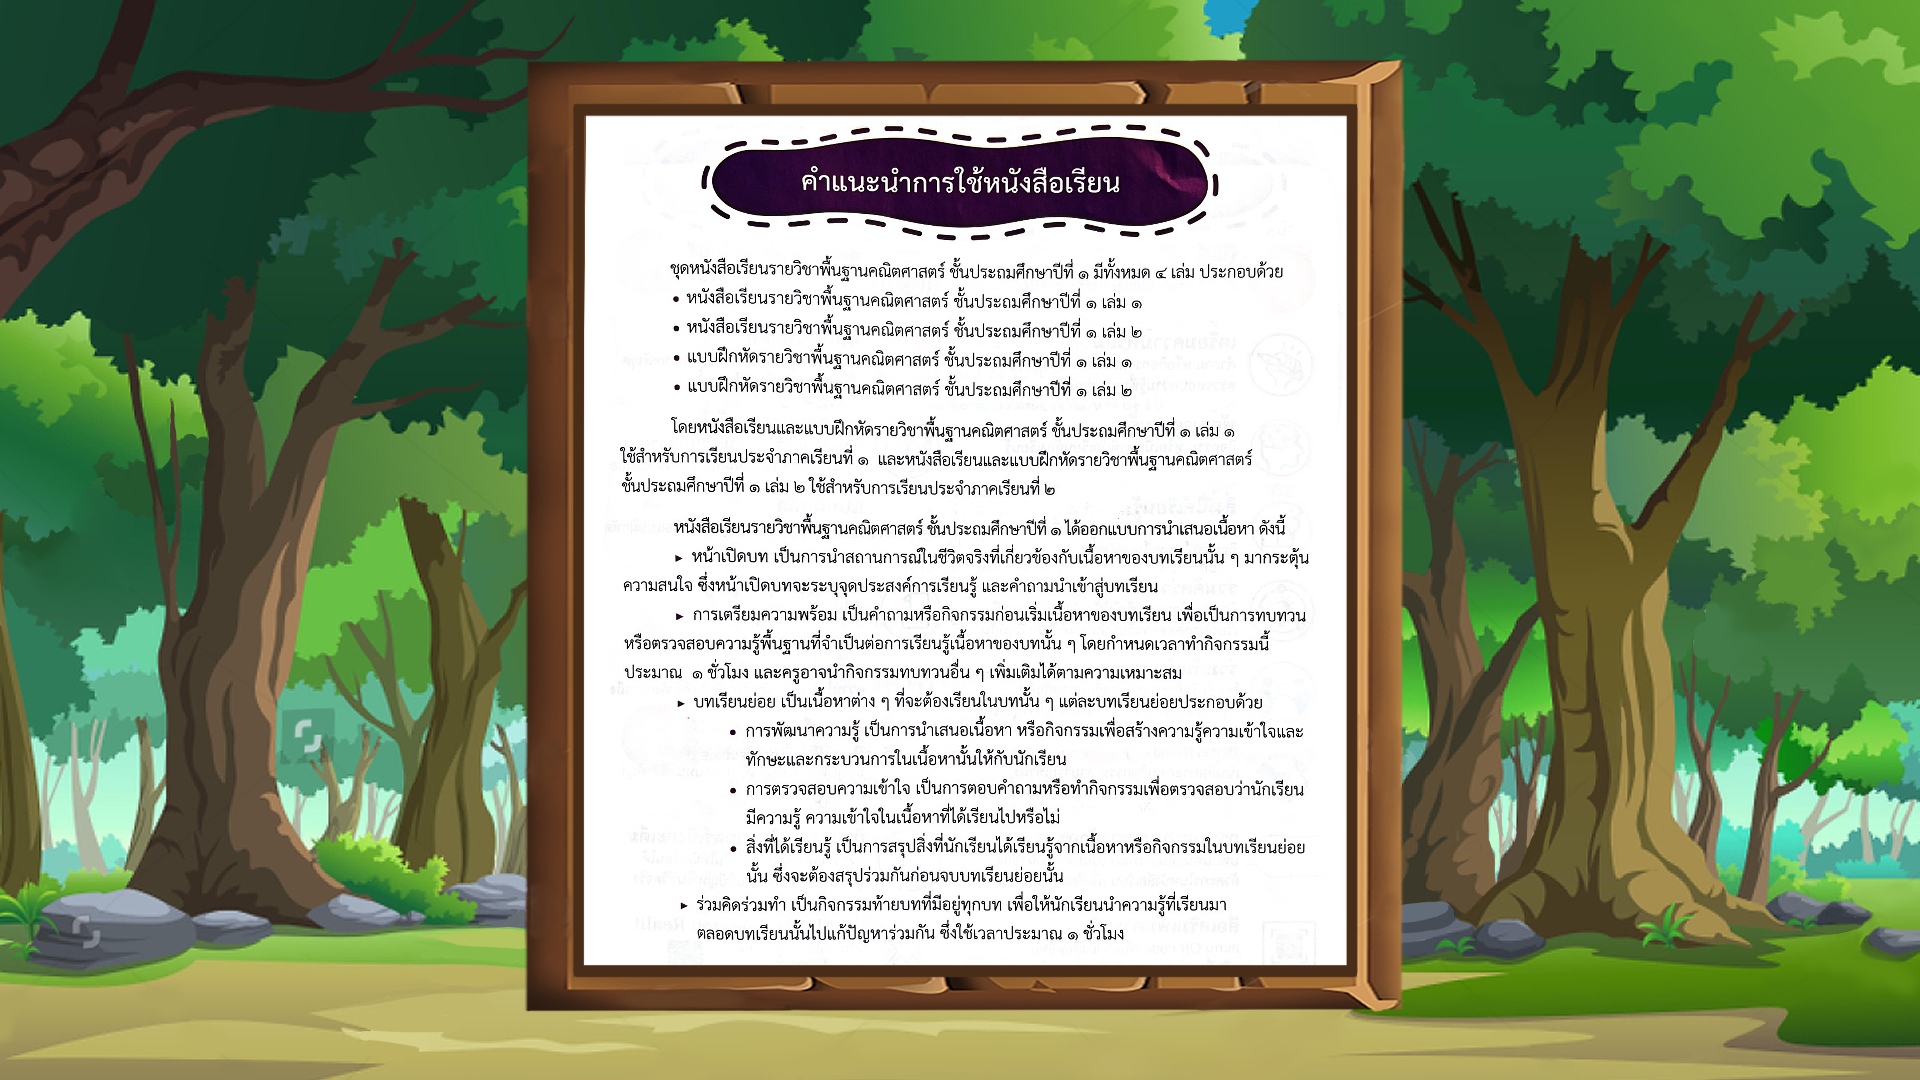 คำแนะนำการใช้หนังสือเรียน
ชุดหนังสือเรียนรายวิชาพื้นฐานคณิตศาสตร์ ชั้นประถมศึกษาปีที่ ๑ มีทั้งหมด ๔ เล่ม ประกอบด้วย
• หนังสือเรียนรายวิชาพื้นฐานคณิตศาสตร์ ชั้นประถมศึกษาปีที่ ๑ เล่ม ๑
• หนังสือเรียนรายวิชาพื้นฐานคณิตศาสตร์ ชั้นประถมศึกษาปีที่ ๑ เล่ม ๒
• แบบฝึกหัดรายวิชาพื้นฐานคณิตศาสตร์ ชั้นประถมศึกษาปีที่ ๑ เล่ม ๑
• แบบฝึกหัดรายวิชาพื้นฐานคณิตศาสตร์ ชั้นประถมศึกษาปีที่ ๑ เล่ม ๒
โดยหนังสือเรียนและแบบฝึกหัดรายวิชาพื้นฐานคณิตศาสตร์ ชั้นประถมศึกษาปีที่ ๑ เล่ม ๑
ใช้สำหรับการเรียนประจำภาคเรียนที่ ๑ และหนังสือเรียนและแบบฝึกหัดรายวิชาพื้นฐานคณิตศาสตร์
ชั้นประถมศึกษาปีที่ ๑ เล่ม ๒ ใช้สำหรับการเรียนประจำภาคเรียนที่ ๒
หนังสือเรียนรายวิชาพื้นฐานคณิตศาสตร์ ชั้นประถมศึกษาปีที่ ๑ ได้ออกแบบการนำเสนอเนื้อหา ดังนี้
▸ หน้าเปิดบท เป็นการนำสถานการณ์ในชีวิตจริงที่เกี่ยวข้องกับเนื้อหาของบทเรียนนั้น ๆ มากระตุ้น
ความสนใจ ซึ่งหน้าเปิดบทจะระบุจุดประสงค์การเรียนรู้ และคำถามนำเข้าสู่บทเรียน
▸ การเตรียมความพร้อม เป็นคำถามหรือกิจกรรมก่อนเริ่มเนื้อหาของบทเรียน เพื่อเป็นการทบทวน
หรือตรวจสอบความรู้พื้นฐานที่จำเป็นต่อการเรียนรู้เนื้อหาของบทนั้น ๆ โดยกำหนดเวลาทำกิจกรรมนี้
ประมาณ ๑ ชั่วโมง และครูอาจนำกิจกรรมทบทวนอื่น ๆ เพิ่มเติมได้ตามความเหมาะสม
▸ บทเรียนย่อย เป็นเนื้อหาต่าง ๆ ที่จะต้องเรียนในบทนั้น ๆ แต่ละบทเรียนย่อยประกอบด้วย
• การพัฒนาความรู้ เป็นการนำเสนอเนื้อหา หรือกิจกรรมเพื่อสร้างความรู้ความเข้าใจและ
ทักษะและกระบวนการในเนื้อหานั้นให้กับนักเรียน
• การตรวจสอบความเข้าใจ เป็นการตอบคำถามหรือทำกิจกรรมเพื่อตรวจสอบว่านักเรียน
มีความรู้ ความเข้าใจในเนื้อหาที่ได้เรียนไปหรือไม่
• สิ่งที่ได้เรียนรู้ เป็นการสรุปสิ่งที่นักเรียนได้เรียนรู้จากเนื้อหาหรือกิจกรรมในบทเรียนย่อย
นั้น ซึ่งจะต้องสรุปร่วมกันก่อนจบบทเรียนย่อยนั้น
▸ ร่วมคิดร่วมทำ เป็นกิจกรรมท้ายบทที่มีอยู่ทุกบท เพื่อให้นักเรียนนำความรู้ที่เรียนมา
ตลอดบทเรียนนั้นไปแก้ปัญหาร่วมกัน ซึ่งใช้เวลาประมาณ ๑ ชั่วโมง